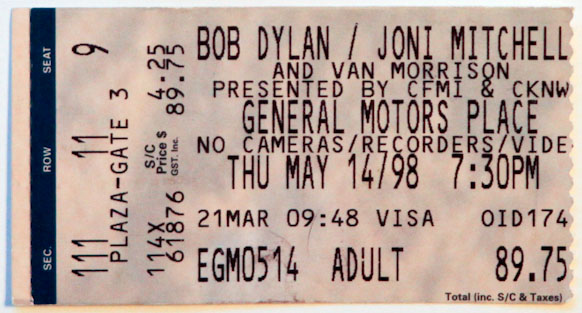 SEAT
9
ROW
11
SEC.
111
PLAZA-GATE 3
S/C 4.25
Price $ 89.75
GST. Inc.
114X
61876
BOB DYLAN / JONI MITCHELL
AND VAN MORRISON
PRESENTED BY CFMI & CKNW
GENERAL MOTORS PLACE
NO CAMERAS/RECORDERS/VIDE
THU MAY 14/98 7:30PM
21MAR 09:48 VISA OID174
EGM0514 ADULT 89.75
Total (inc. S/C & Taxes)